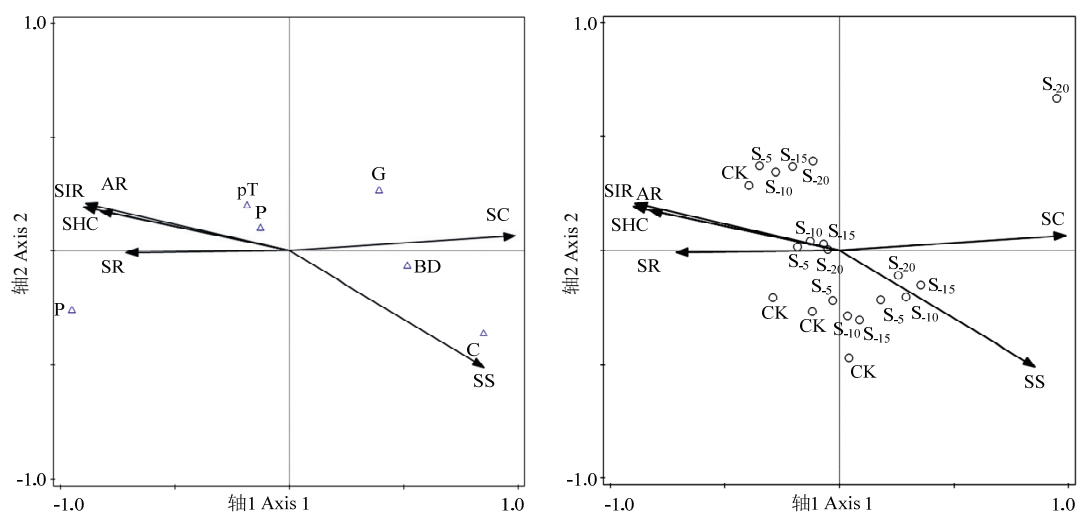 1.0
AR
SIR
SHC
SR
pT
P
G
SC
BD
P
C
SS
轴2 Axis 2
-1.0
-1.0
轴1 Axis 1
1.0
1.0
S-20
S-5
S-15
CK
S-10
S-20
SIR
AR
SHC
SR
SC
S-10
S-15
S-5
S-20
S-20
S-15
S-5
S-5
S-10
CK
CK
S-10
S-15
CK
SS
轴2 Axis 2
-1.0
-1.0
轴1 Axis 1
1.0